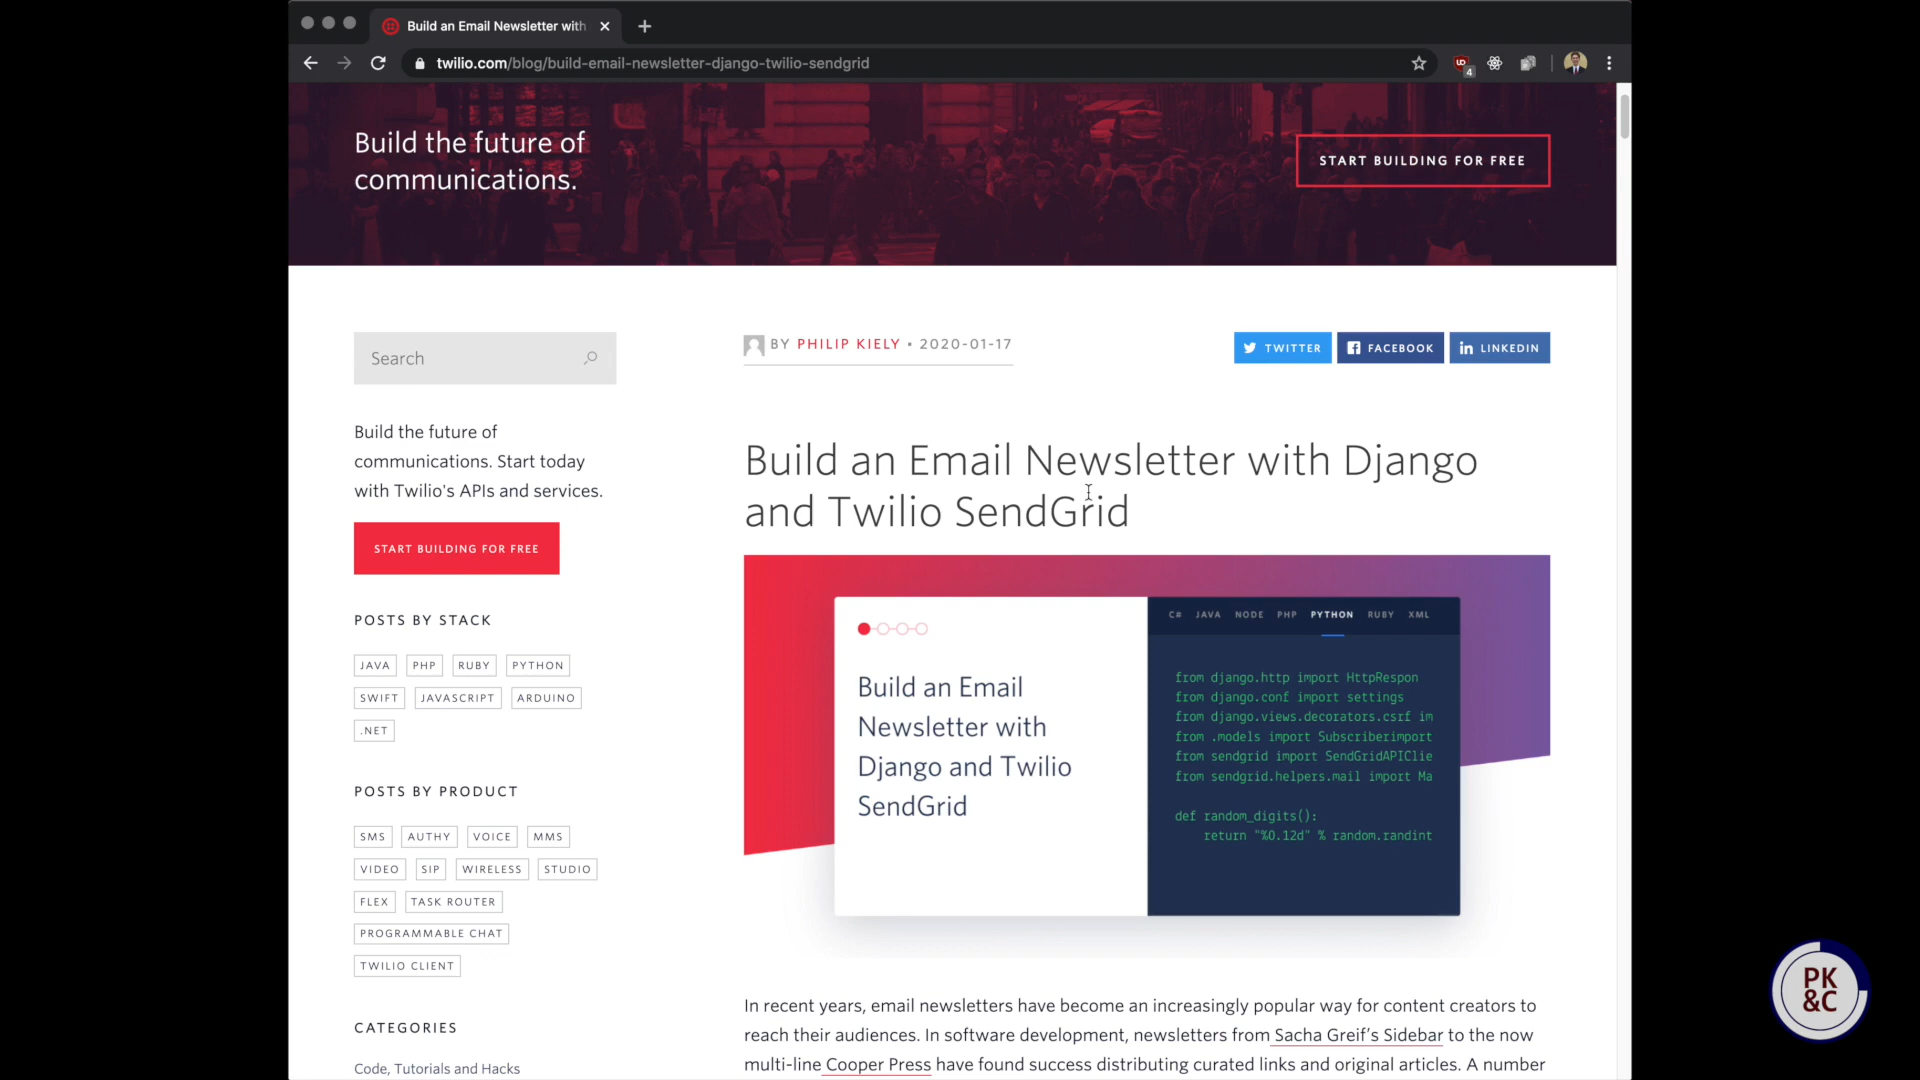 Build an Email Newsletter with
twilio.com/blog/build-email-newsletter-django-twilio-sendgrid
UD
4
Build the future of
communications.
START BUILDING FOR FREE
Search
BY PHILIP KIELY • 2020-01-17
TWITTER
FACEBOOK
LINKEDIN
Build the future of
communications. Start today
with Twilio's APIs and services.
START BUILDING FOR FREE
POSTS BY STACK
JAVA PHP RUBY PYTHON
SWIFT JAVASCRIPT ARDUINO
.NET
POSTS BY PRODUCT
SMS AUTHY VOICE MMS
VIDEO SIP WIRELESS STUDIO
FLEX TASK ROUTER
PROGRAMMABLE CHAT
TWILIO CLIENT
CATEGORIES
Code, Tutorials and Hacks
Build an Email Newsletter with Django
and Twilio SendGrid
Build an Email
Newsletter with
Django and Twilio
SendGrid
C# JAVA NODE PHP PYTHON RUBY XML
from django.http import HttpRespon
from django.conf import settings
from django.views.decorators.csrf im
from .models import Subscriberimport
from sendgrid import SendGridAPIClie
from sendgrid.helpers.mail import Ma
def random_digits():
return "%0.12d" % random.randint
In recent years, email newsletters have become an increasingly popular way for content creators to
reach their audiences. In software development, newsletters from Sacha Greif's Sidebar to the now
multi-line Cooper Press have found success distributing curated links and original articles. A number
PK
&C